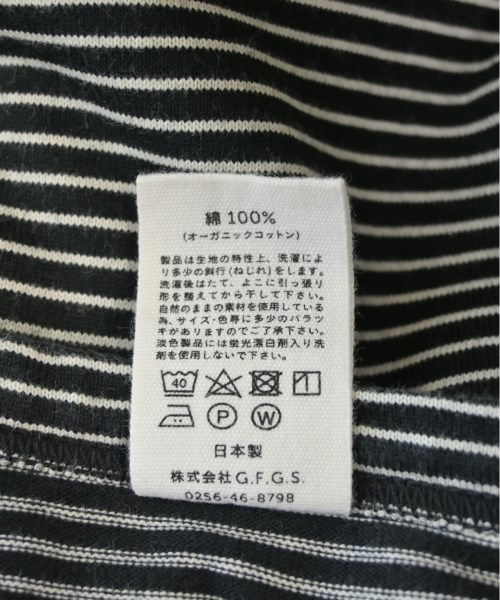 綿100%
(オーガニックコットン)
製品は生地の特性上、洗濯によ
り多少の斜行(ねじれ)をします。
洗濯後はたて、よこに引っ張り
形を整えてから干して下さい。
自然のままの素材を使用している
為、サイズ・色等に多少のバラツ
キがありますのでご了承下さい。
淡色製品には蛍光漂白剤入り洗
剤を使用しないで下さい。
40
P W
日本製
株式会社G.F.G.S.
0256-46-8798